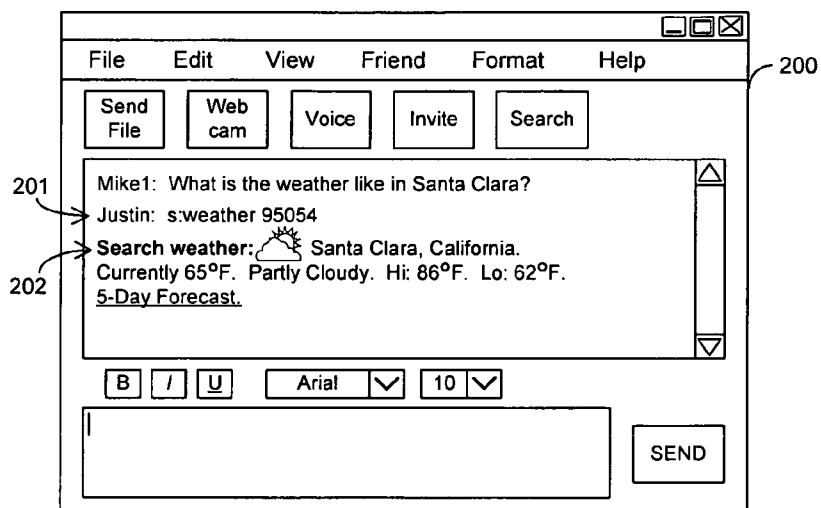 File Edit View Friend Format Help
200
Send File Web cam Voice Invite Search
201
Mike1: What is the weather like in Santa Clara?
Justin: s:weather 95054
202
Search weather: Santa Clara, California.
Currently 65°F. Partly Cloudy. Hi: 86°F. Lo: 62°F.
5-Day Forecast.
B I U Arial 10
SEND